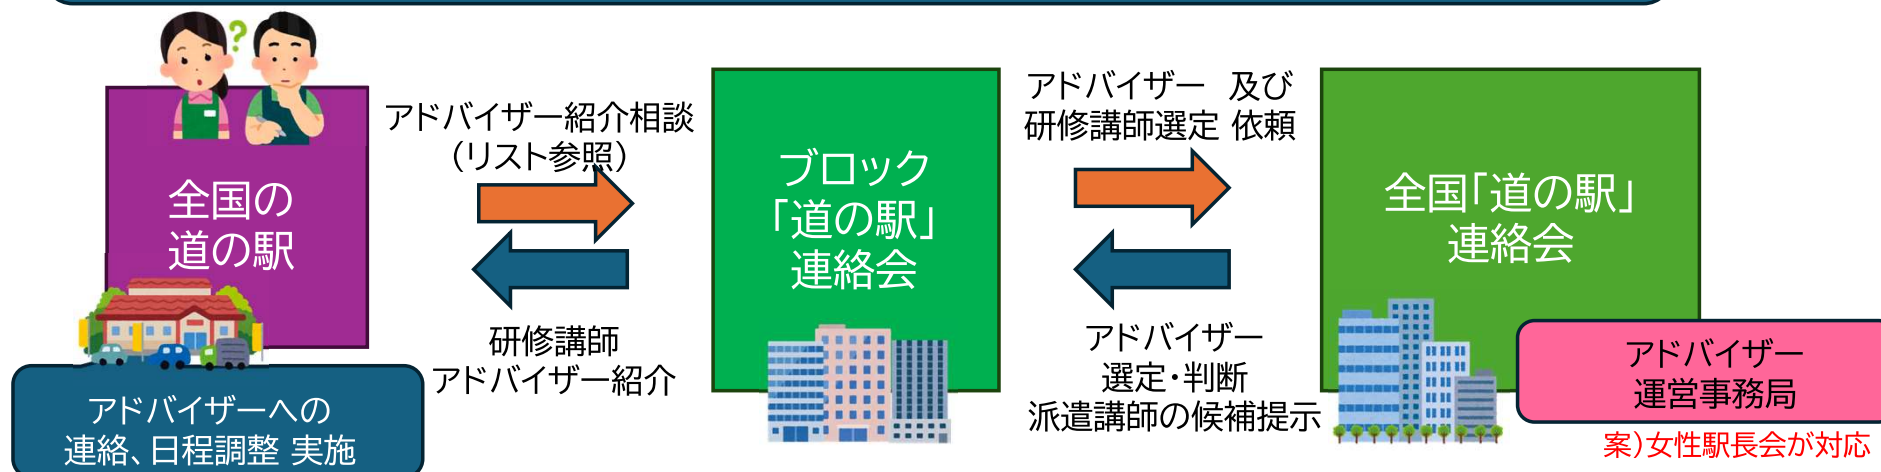 ?
全国の
道の駅
アドバイザーへの
連絡、日程調整 実施
アドバイザー紹介相談
(リスト参照)
研修講師
アドバイザー紹介
ブロック
「道の駅」
連絡会
アドバイザー 及び
研修講師選定 依頼
アドバイザー
選定・判断
派遣講師の候補提示
全国「道の駅」
連絡会
アドバイザー
運営事務局
案)女性駅長会が対応